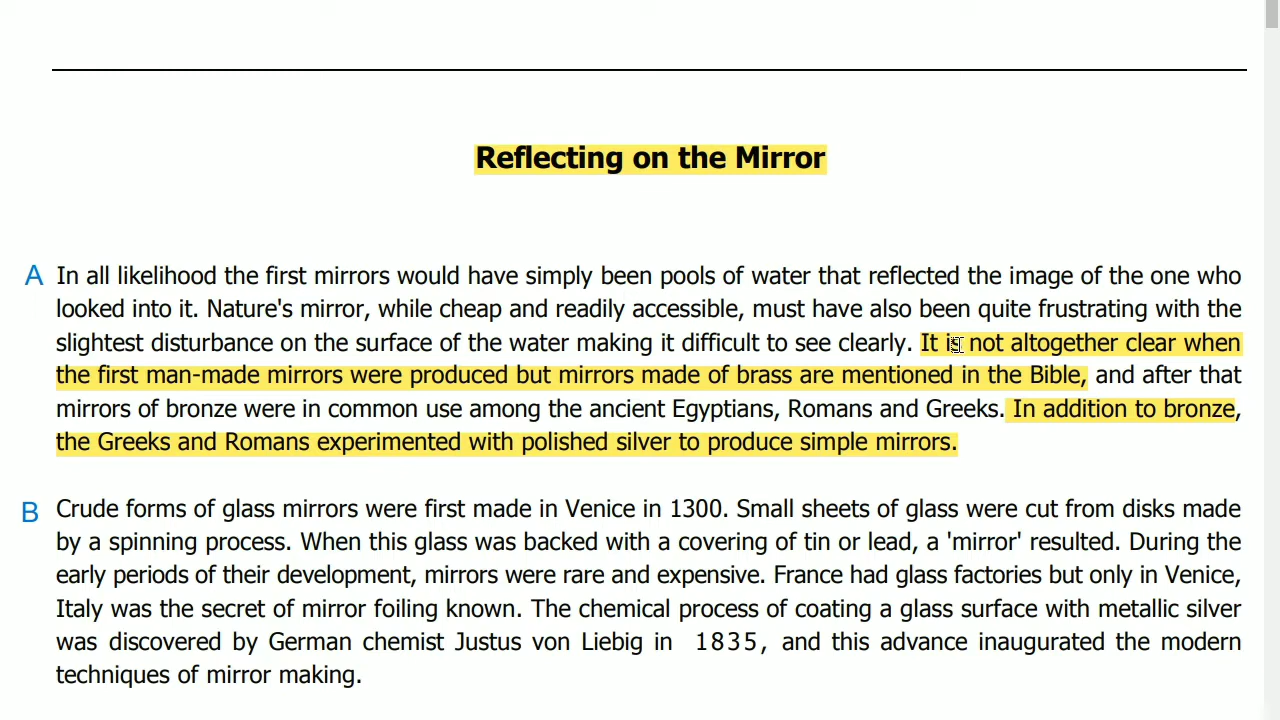 Reflecting on the Mirror
A In all likelihood the first mirrors would have simply been pools of water that reflected the image of the one who
looked into it. Nature's mirror, while cheap and readily accessible, must have also been quite frustrating with the
slightest disturbance on the surface of the water making it difficult to see clearly. It is not altogether clear when
the first man-made mirrors were produced but mirrors made of brass are mentioned in the Bible, and after that
mirrors of bronze were in common use among the ancient Egyptians, Romans and Greeks. In addition to bronze,
the Greeks and Romans experimented with polished silver to produce simple mirrors.
B Crude forms of glass mirrors were first made in Venice in 1300. Small sheets of glass were cut from disks made
by a spinning process. When this glass was backed with a covering of tin or lead, a 'mirror' resulted. During the
early periods of their development, mirrors were rare and expensive. France had glass factories but only in Venice,
Italy was the secret of mirror foiling known. The chemical process of coating a glass surface with metallic silver
was discovered by German chemist Justus von Liebig in 1835, and this advance inaugurated the modern
techniques of mirror making.